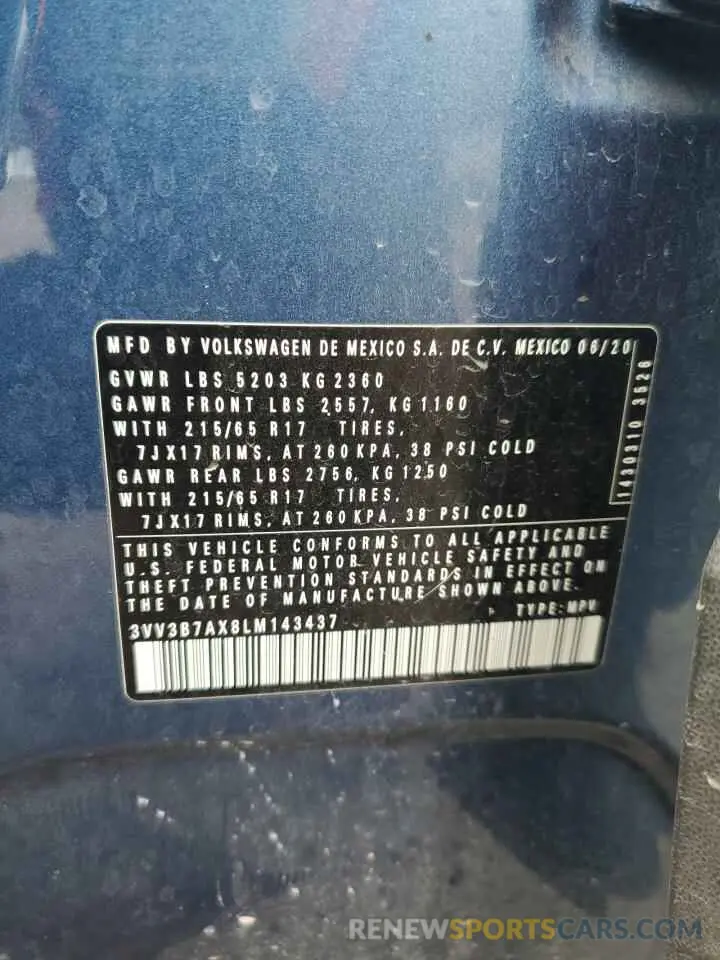 MFD BY VOLKSWAGEN DE MEXICO S.A. DE C.V. MEXICO 06/20
GVWR LBS 5203 KG 2360
GAWR FRONT LBS 2557, KG 1160
WITH 215/65 R17 TIRES,
7JX17 RIMS, AT 260 KPA, 38 PSI COLD
GAWR REAR LBS 2756, KG 1250
WITH 215/65 R17 TIRES,
7JX17 RIMS, AT 260 KPA, 38 PSI COLD
1430310 3526
THIS VEHICLE CONFORMS TO ALL APPLICABLE
U.S. FEDERAL MOTOR VEHICLE SAFETY AND
THEFT PREVENTION STANDARDS IN EFFECT ON
THE DATE OF MANUFACTURE SHOWN ABOVE.
3VV3B7AX8LM143437 TYPE: MPV
RENEWSPORTSCARS.COM